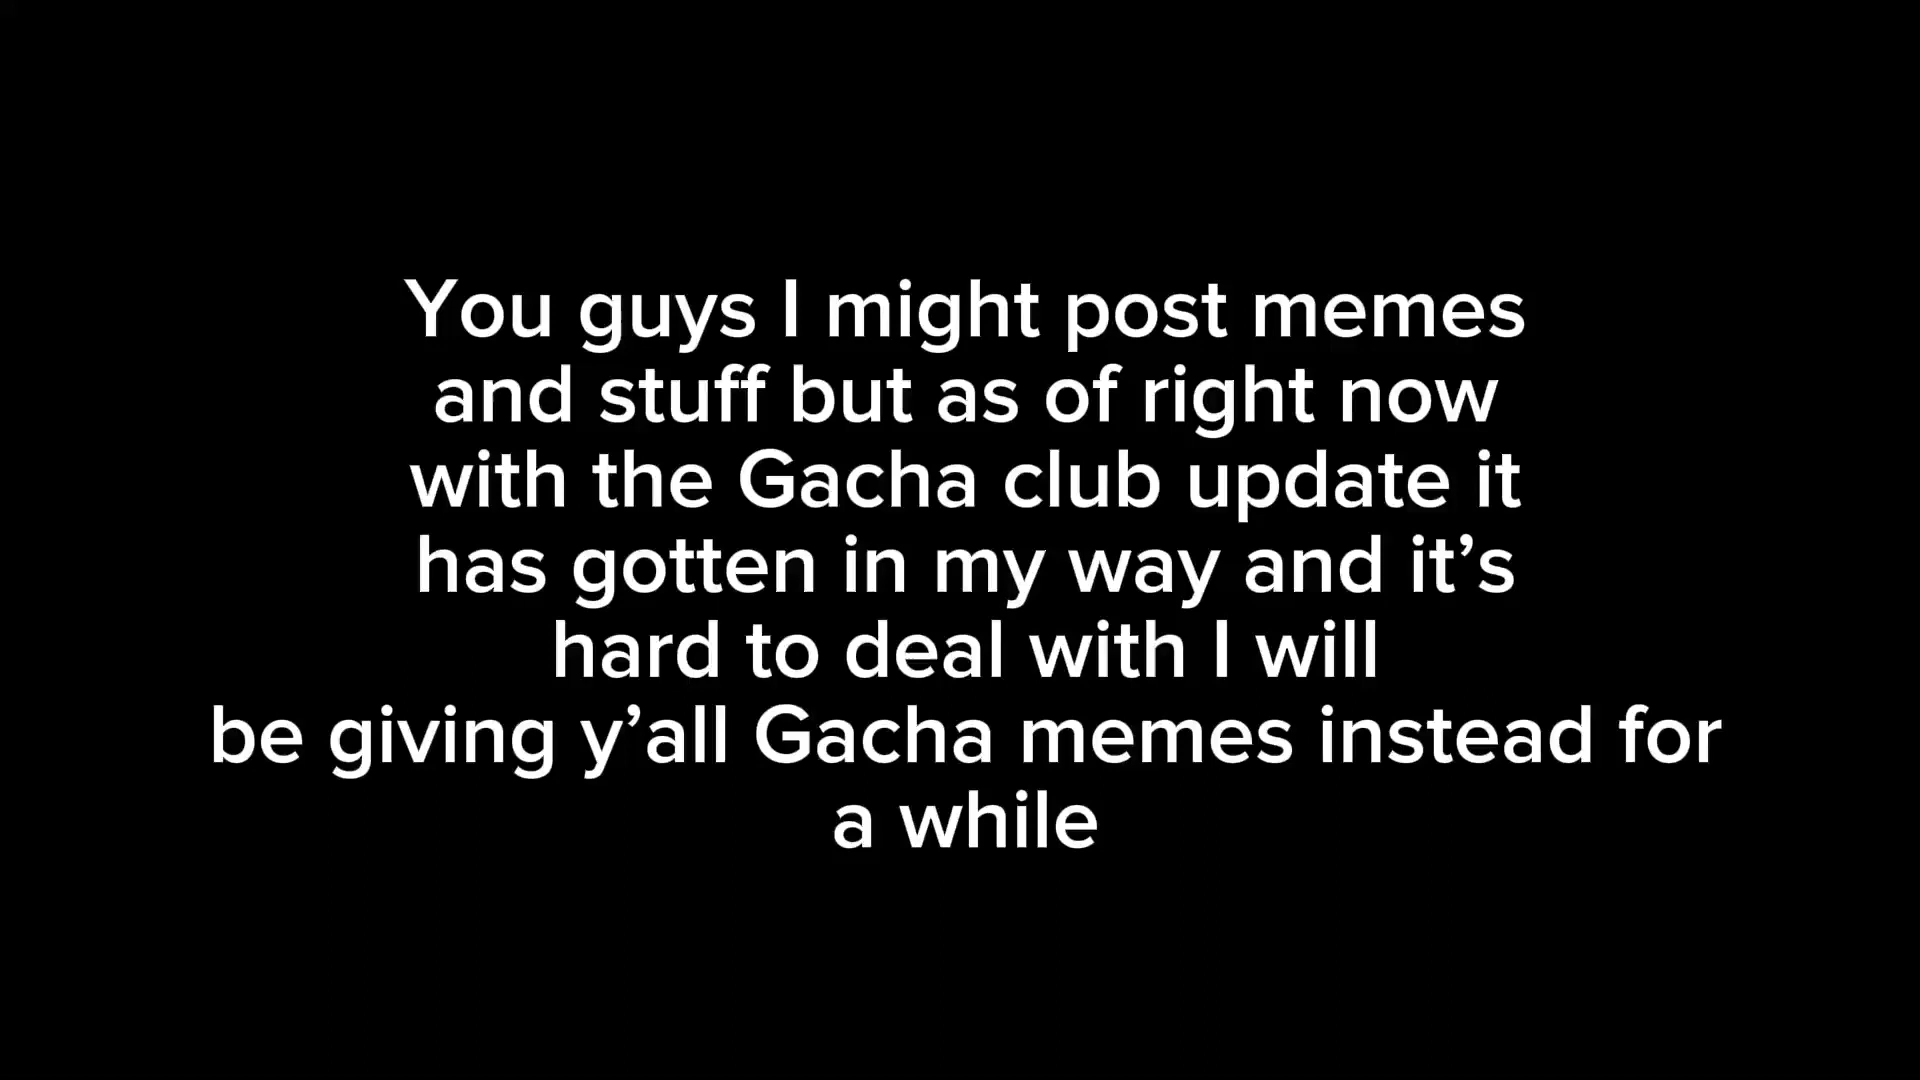 You guys I might post memes
and stuff but as of right now
with the Gacha club update it
has gotten in my way and it’s
hard to deal with I will
be giving y’all Gacha memes instead for
a while